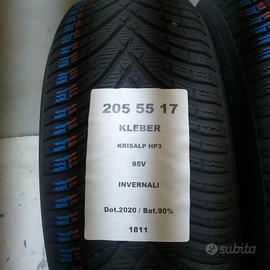 205 55 17
KLEBER
KRISALP HP3
95V
INVERNALI
Dot.2020 / Bat.90%
1811
subito